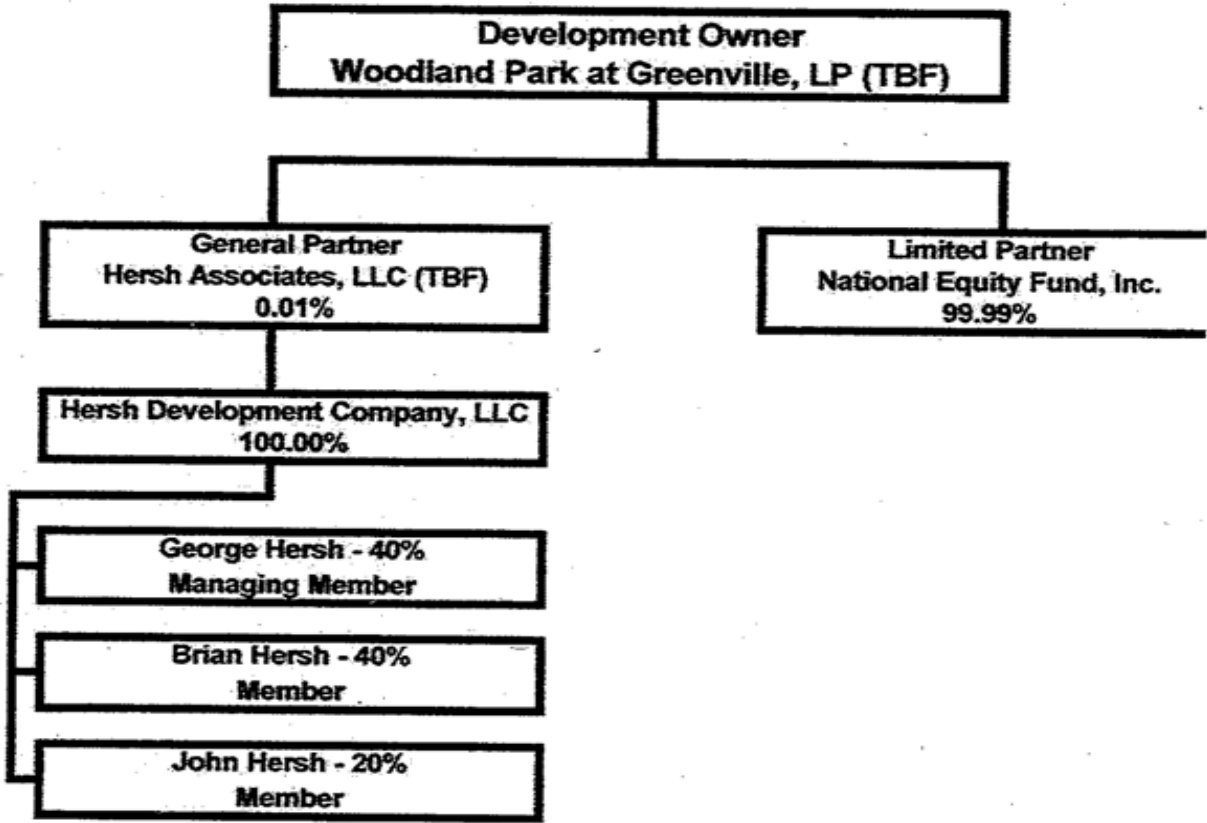 Development Owner
Woodland Park at Greenville, LP (TBF)
General Partner
Hersh Associates, LLC (TBF)
0.01%
Limited Partner
National Equity Fund, Inc.
99.99%
Hersh Development Company, LLC
100.00%
George Hersh - 40%
Managing Member
Brian Hersh - 40%
Member
John Hersh - 20%
Member